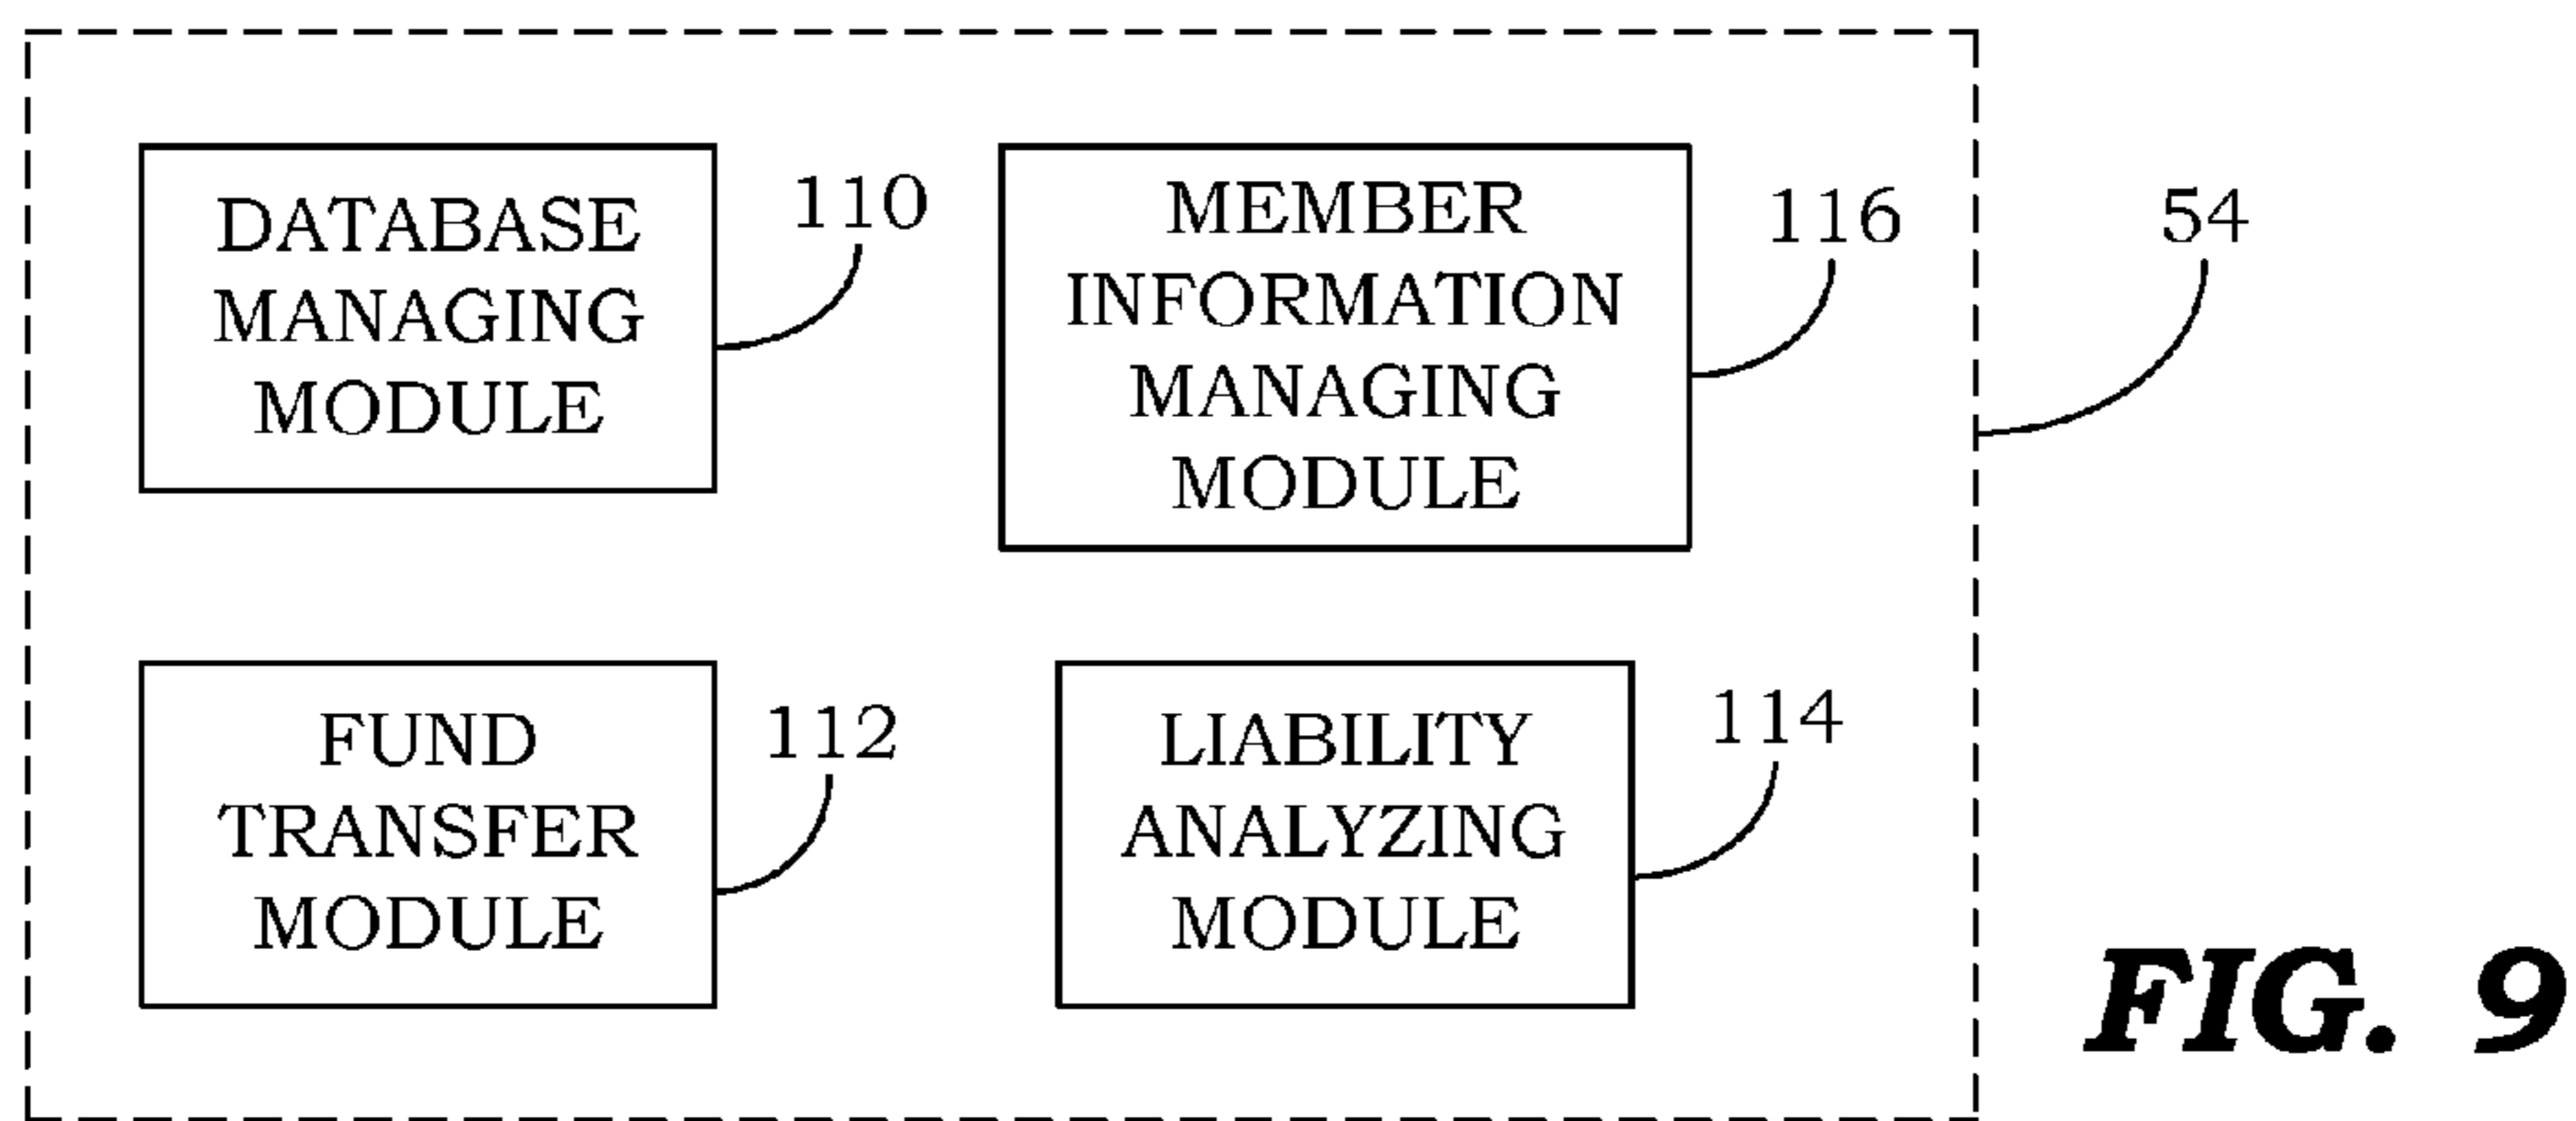 DATABASE
MANAGING
MODULE
110
MEMBER
INFORMATION
MANAGING
MODULE
116
54
FUND
TRANSFER
MODULE
112
LIABILITY
ANALYZING
MODULE
114
FIG. 9